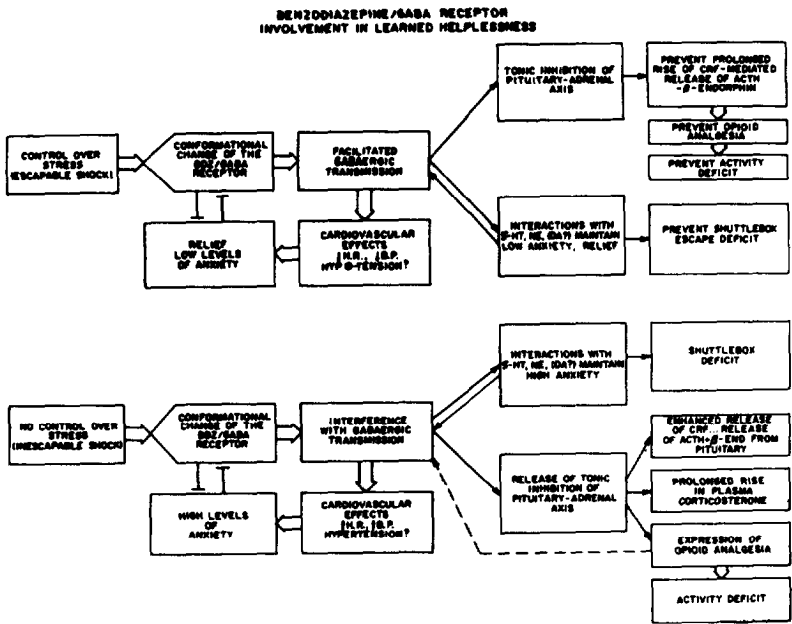 BENZODIAZEPINE/GABA RECEPTOR
INVOLVEMENT IN LEARNED HELPLESSNESS
CONTROL OVER
STRESS
(ESCAPABLE SHOCK)
CONFORMATIONAL
CHANGE OF THE
BDZ/GABA
RECEPTOR
FACILITATED
GABAERGIC
TRANSMISSION
RELIEF
LOW LEVELS
OF ANXIETY
CARDIOVASCULAR
EFFECTS
↓H.R., ↓B.P.
HYPOTENSION?
TONIC INHIBITION OF
PITUITARY-ADRENAL
AXIS
PREVENT PROLONGED
RISE OF CRF-MEDIATED
RELEASE OF ACTH
-β-ENDORPHIN
PREVENT OPIOID
ANALGESIA
PREVENT ACTIVITY
DEFICIT
INTERACTIONS WITH
5-HT, NE, (DA?) MAINTAIN
LOW ANXIETY, RELIEF
PREVENT SHUTTLEBOX
ESCAPE DEFICIT
NO CONTROL OVER
STRESS
(INESCAPABLE SHOCK)
CONFORMATIONAL
CHANGE OF THE
BDZ/GABA
RECEPTOR
INTERFERENCE
WITH GABAERGIC
TRANSMISSION
HIGH LEVELS
OF
ANXIETY
CARDIOVASCULAR
EFFECTS
H.R., B.P.
HYPERTENSION?
INTERACTIONS WITH
5-HT, NE, (DA?) MAINTAIN
HIGH ANXIETY
SHUTTLEBOX
DEFICIT
RELEASE OF TONIC
INHIBITION OF
PITUITARY-ADRENAL
AXIS
ENHANCED RELEASE
OF CRF... RELEASE
OF ACTH+β-END FROM
PITUITARY
PROLONGED RISE
IN PLASMA
CORTICOSTERONE
EXPRESSION OF
OPIOID ANALGESIA
ACTIVITY DEFICIT